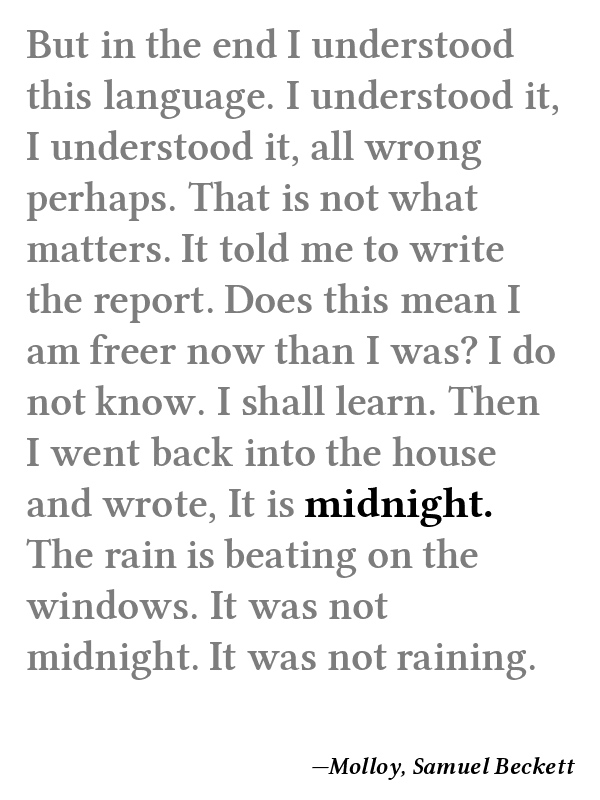 But in the end I understood
this language. I understood it,
I understood it, all wrong
perhaps. That is not what
matters. It told me to write
the report. Does this mean I
am freer now than I was? I do
not know. I shall learn. Then
I went back into the house
and wrote, It is midnight.
The rain is beating on the
windows. It was not
midnight. It was not raining.
—Molloy, Samuel Beckett